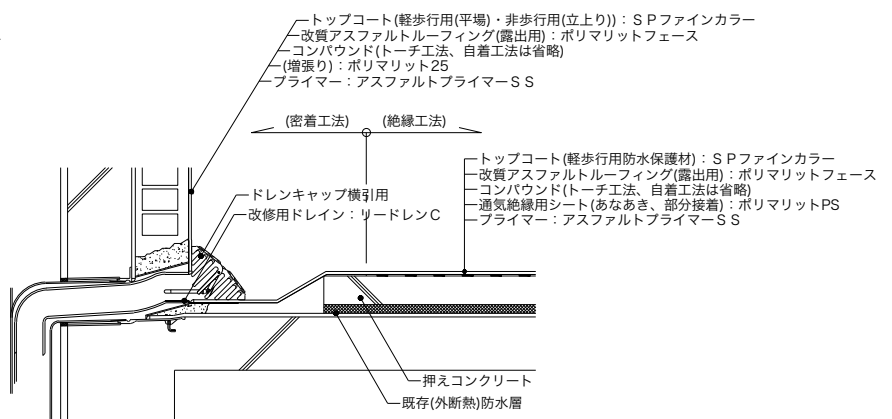 トップコート(軽歩行用(平場)・非歩行用(立上り))：ＳＰファインカラー
改質アスファルトルーフィング(露出用)：ポリマリットフェース
コンパウンド(トーチ工法、自着工法は省略)
(増張り)：ポリマリット25
プライマー：アスファルトプライマーＳＳ
(密着工法)
(絶縁工法)
トップコート(軽歩行用防水保護材)：ＳＰファインカラー
改質アスファルトルーフィング(露出用)：ポリマリットフェース
コンパウンド(トーチ工法、自着工法は省略)
通気絶縁用シート(あなあき、部分接着)：ポリマリットPS
プライマー：アスファルトプライマーＳＳ
ドレンキャップ横引用
改修用ドレイン：リードレンＣ
押えコンクリート
既存(外断熱)防水層